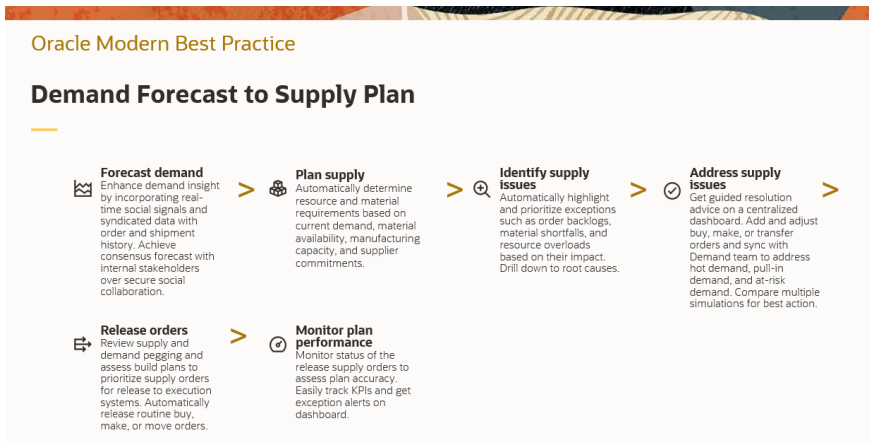 Oracle Modern Best Practice
Demand Forecast to Supply Plan
Forecast demand
Enhance demand insight
by incorporating real-
time social signals and
syndicated data with
order and shipment
history. Achieve
consensus forecast with
internal stakeholders
over secure social
collaboration.
>
Plan supply
Automatically determine
resource and material
requirements based on
current demand, material
availability, manufacturing
capacity, and supplier
commitments.
>
Identify supply
issues
Automatically highlight
and prioritize exceptions
such as order backlogs,
material shortfalls, and
resource overloads
based on their impact.
Drill down to root causes.
>
Address supply
issues
Get guided resolution
advice on a centralized
dashboard. Add and adjust
buy, make, or transfer
orders and sync with
Demand team to address
hot demand, pull-in
demand, and at-risk
demand. Compare multiple
simulations for best action.
>
Release orders
Review supply and
demand pegging and
assess build plans to
prioritize supply orders
for release to execution
systems. Automatically
release routine buy,
make, or move orders.
>
Monitor plan
performance
Monitor status of the
release supply orders to
assess plan accuracy.
Easily track KPIs and get
exception alerts on
dashboard.